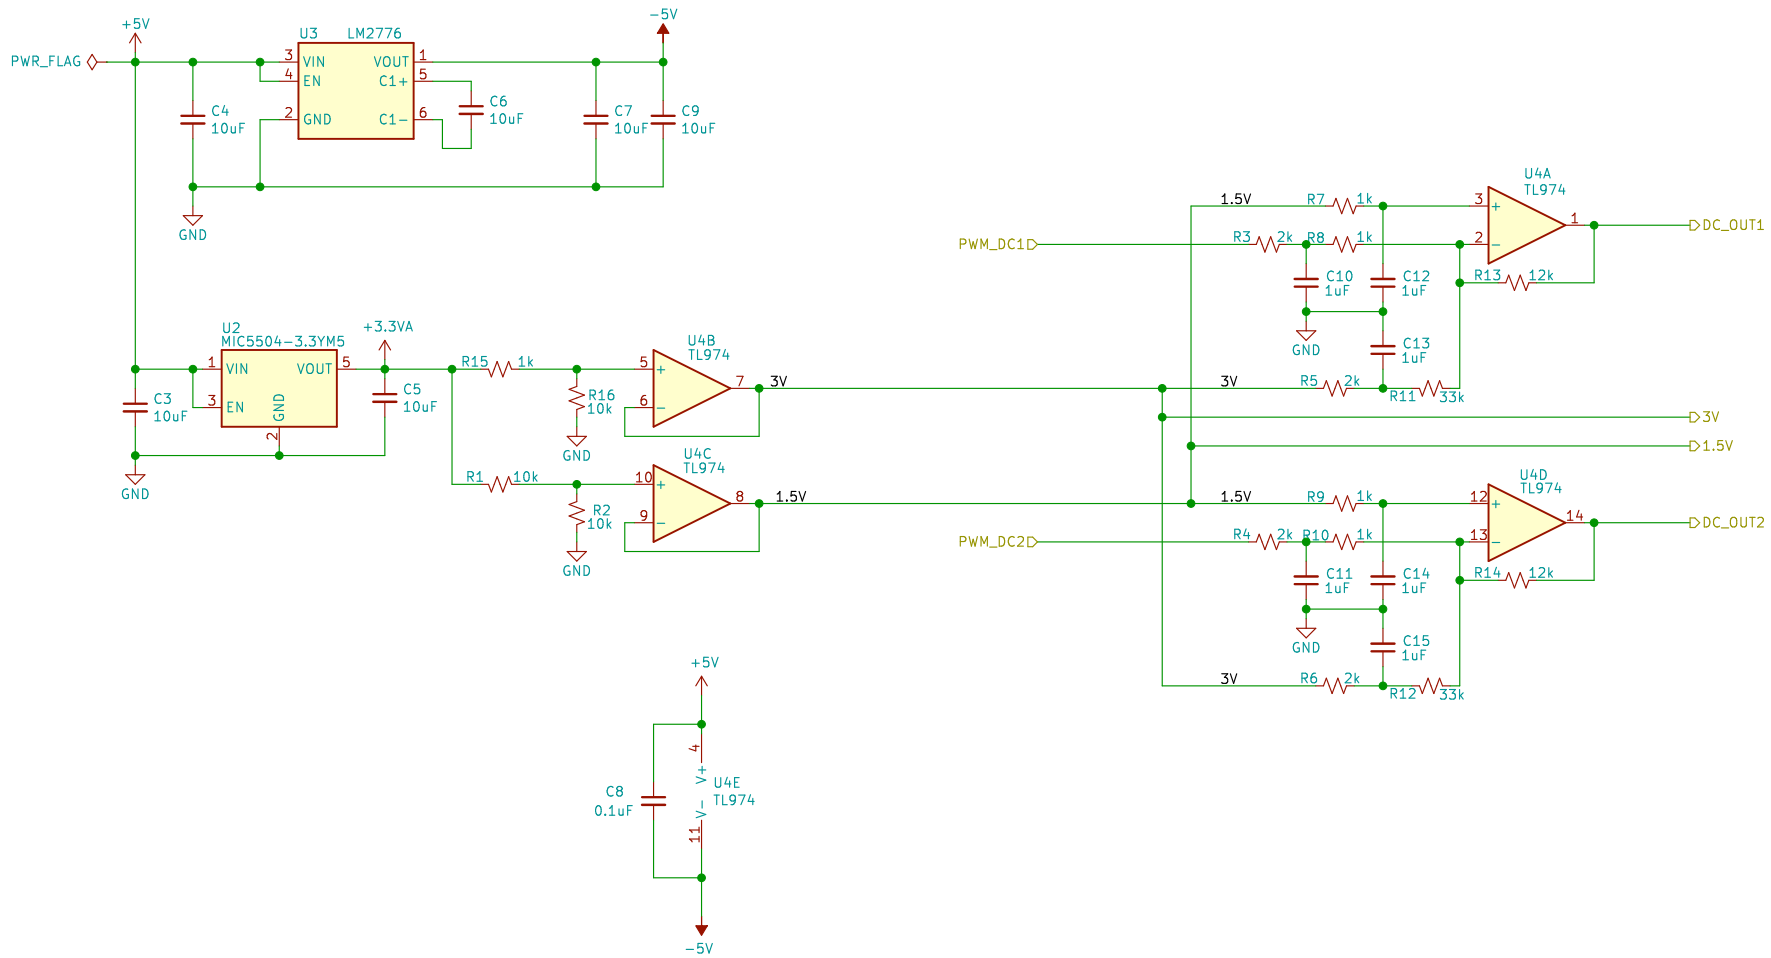 +5V
PWR_FLAG
U3 LM2776
3 VIN VOUT 1
4 EN C1+ 5
2 GND C1- 6
C4
10uF
C6
10uF
-5V
C7
10uF
C9
10uF
GND
U2
MIC5504-3.3YM5
1 VIN VOUT 5
3 EN
GND
2
+3.3VA
C3
10uF
C5
10uF
GND
R15 1k
R16
10k
GND
U4B
TL974
5 +
6 -
7
3V
R1 10k
R2
10k
GND
U4C
TL974
10 +
9 -
8
1.5V
PWM_DC1
1.5V
R7 1k
R3 2k
R8 1k
C10
1uF
C12
1uF
GND
C13
1uF
3V
R5 2k
R11 33k
U4A
TL974
3 +
2 -
1
R13 12k
DC_OUT1
3V
1.5V
PWM_DC2
1.5V
R9 1k
R4 2k
R10 1k
C11
1uF
C14
1uF
GND
C15
1uF
3V
R6 2k
R12 33k
U4D
TL974
12 +
13 -
14
R14 12k
DC_OUT2
+5V
4
V+
U4E
TL974
V-
11
C8
0.1uF
-5V